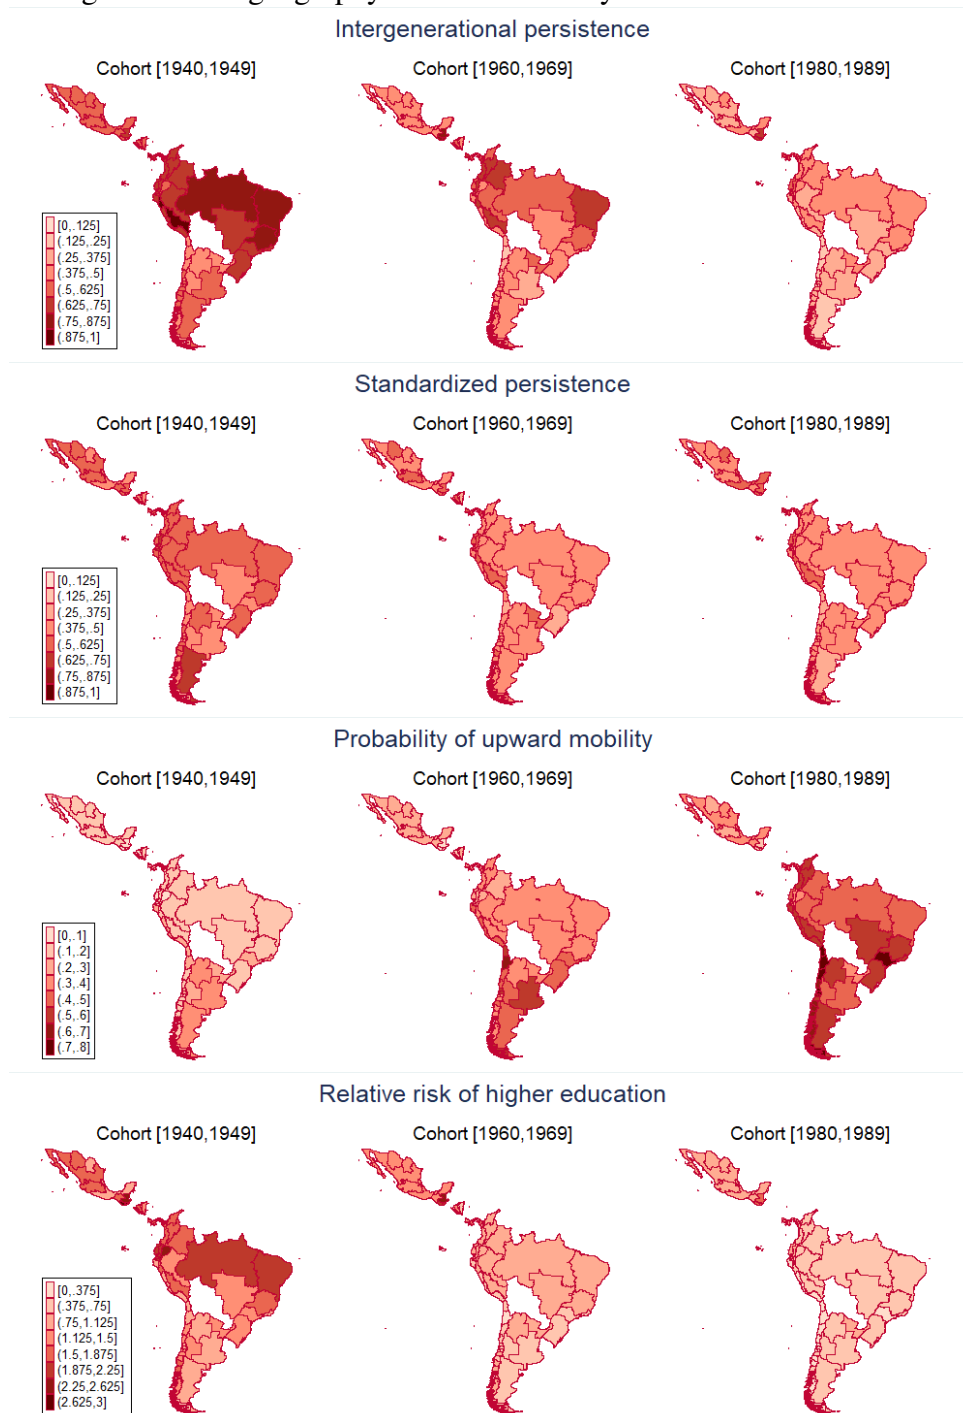 Intergenerational persistence
Cohort [1940,1949]
Cohort [1960,1969]
Cohort [1980,1989]
[0,.125]
(.125,.25]
(.25,.375]
(.375,.5]
(.5,.625]
(.625,.75]
(.75,.875]
(.875,1]
Standardized persistence
Cohort [1940,1949]
Cohort [1960,1969]
Cohort [1980,1989]
[0,.125]
(.125,.25]
(.25,.375]
(.375,.5]
(.5,.625]
(.625,.75]
(.75,.875]
(.875,1]
Probability of upward mobility
Cohort [1940,1949]
Cohort [1960,1969]
Cohort [1980,1989]
[0,.1]
(.1,.2]
(.2,.3]
(.3,.4]
(.4,.5]
(.5,.6]
(.6,.7]
(.7,.8]
Relative risk of higher education
Cohort [1940,1949]
Cohort [1960,1969]
Cohort [1980,1989]
[0,.375]
(.375,.75]
(.75,1.125]
(1.125,1.5]
(1.5,1.875]
(1.875,2.25]
(2.25,2.625]
(2.625,3]